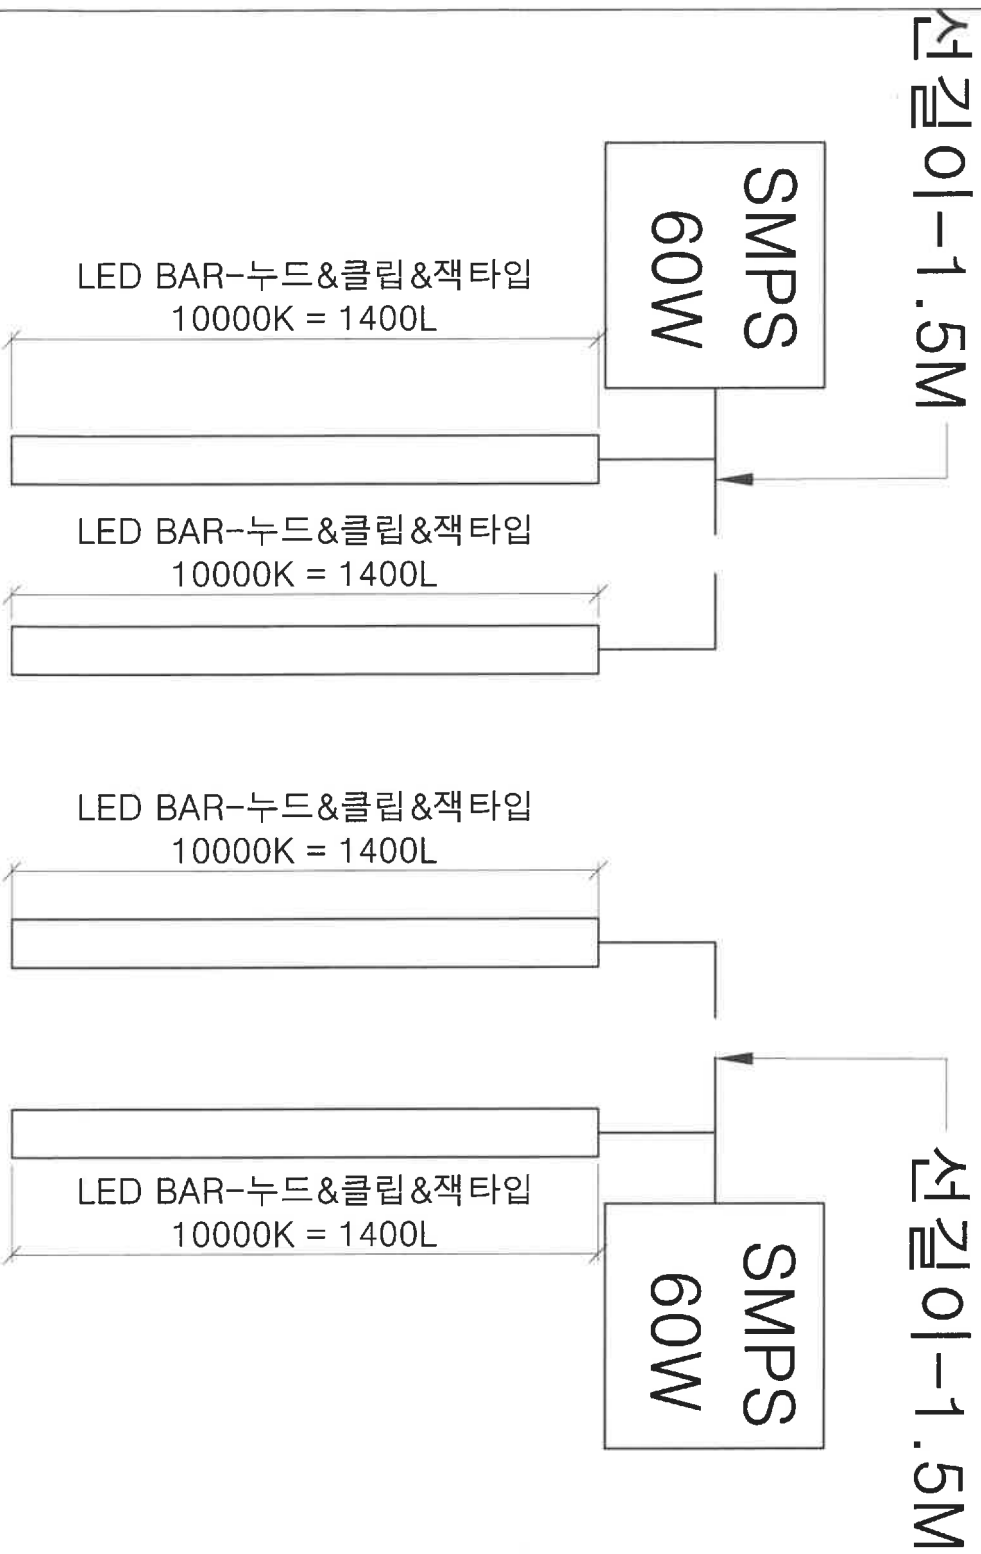 선길이-1.5M
SMPS
60W
LED BAR-누드&클립&잭타입
10000K = 1400L
LED BAR-누드&클립&잭타입
10000K = 1400L
LED BAR-누드&클립&잭타입
10000K = 1400L
LED BAR-누드&클립&잭타입
10000K = 1400L
선길이-1.5M
SMPS
60W